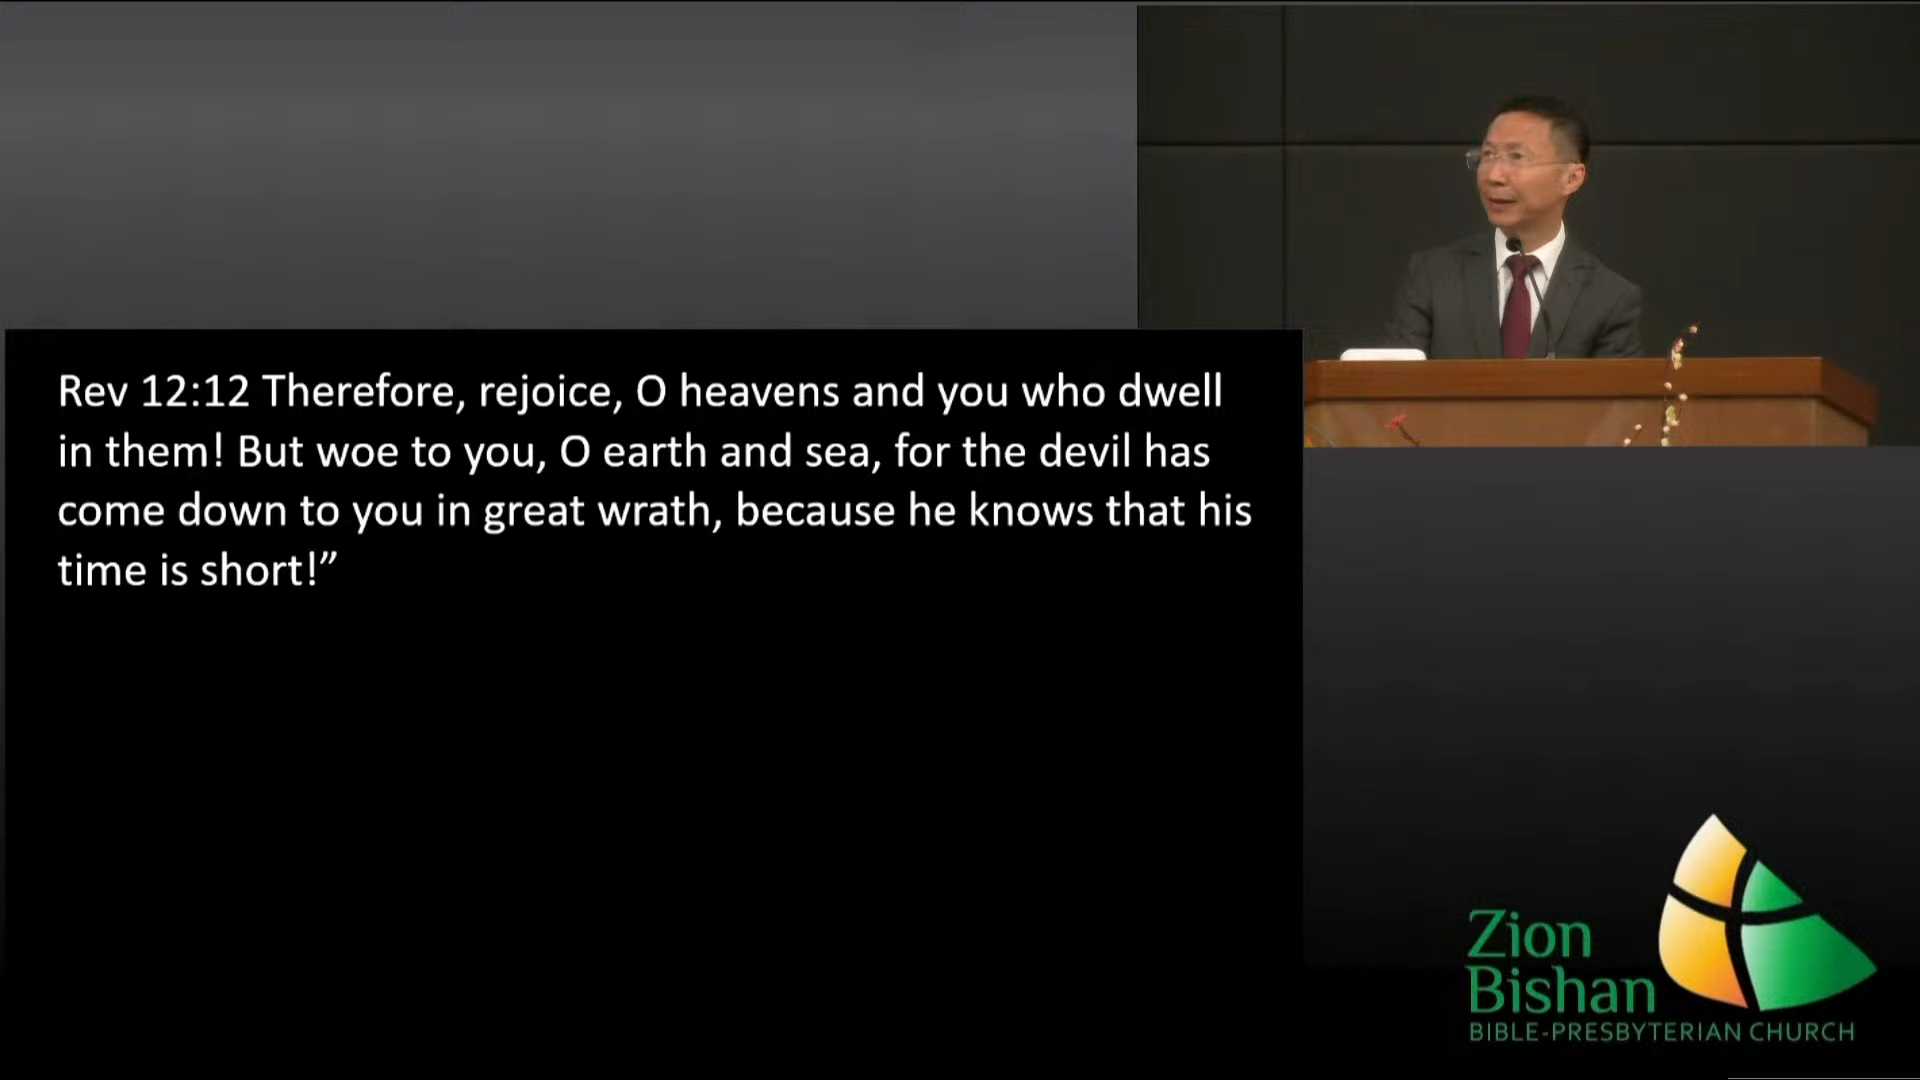 Rev 12:12 Therefore, rejoice, O heavens and you who dwell
in them! But woe to you, O earth and sea, for the devil has
come down to you in great wrath, because he knows that his
time is short!”
Zion
Bishan
BIBLE-PRESBYTERIAN CHURCH